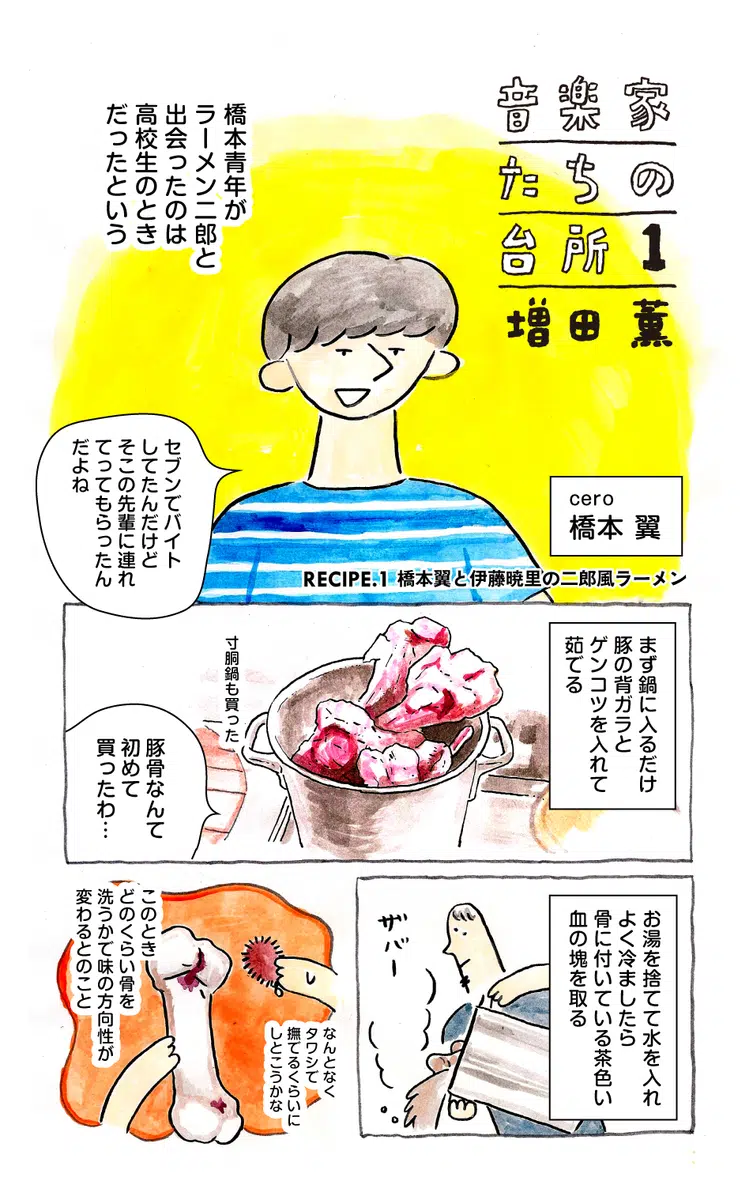 音楽家
たちの
台所1
増田 薫
橋本青年が
ラーメン二郎と
出会ったのは
高校生のとき
だったという
セブンでバイト
してたんだけど
そこの先輩に連れ
てってもらったん
だよね
cero
橋本 翼
RECIPE.1 橋本翼と伊藤暁里の二郎風ラーメン
まず鍋に入るだけ
豚の背ガラと
ゲンコツを入れて
茹でる
寸胴鍋も買った
豚骨なんて
初めて
買ったわ…
お湯を捨てて水を入れ
よく冷ましたら
骨に付いている茶色い
血の塊を取る
ザバー
このとき
どのくらい骨を
洗うかで味の方向性が
変わるとのこと
なんとなく
タワシで
撫でるくらいに
しとこうかな